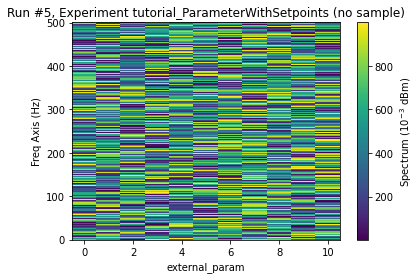 Run #5, Experiment tutorial_ParameterWithSetpoints (no sample)
500
400
300
200
100
0
Freq Axis (Hz)
0 2 4 6 8 10
external_param
800
600
400
200
Spectrum (10⁻³ dBm)